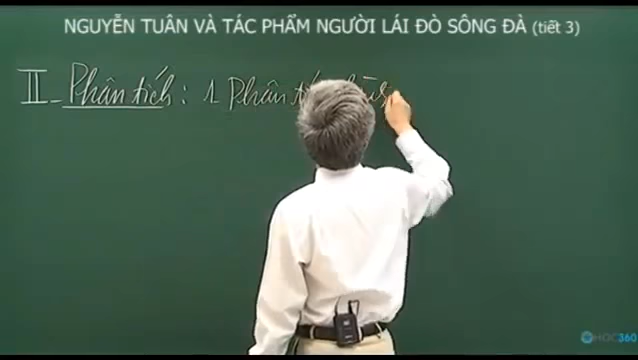 NGUYỄN TUÂN VÀ TÁC PHẨM NGƯỜI LÁI ĐÒ SÔNG ĐÀ (tiết 3)
II_ Phân tích : 1 Phân
HOC360